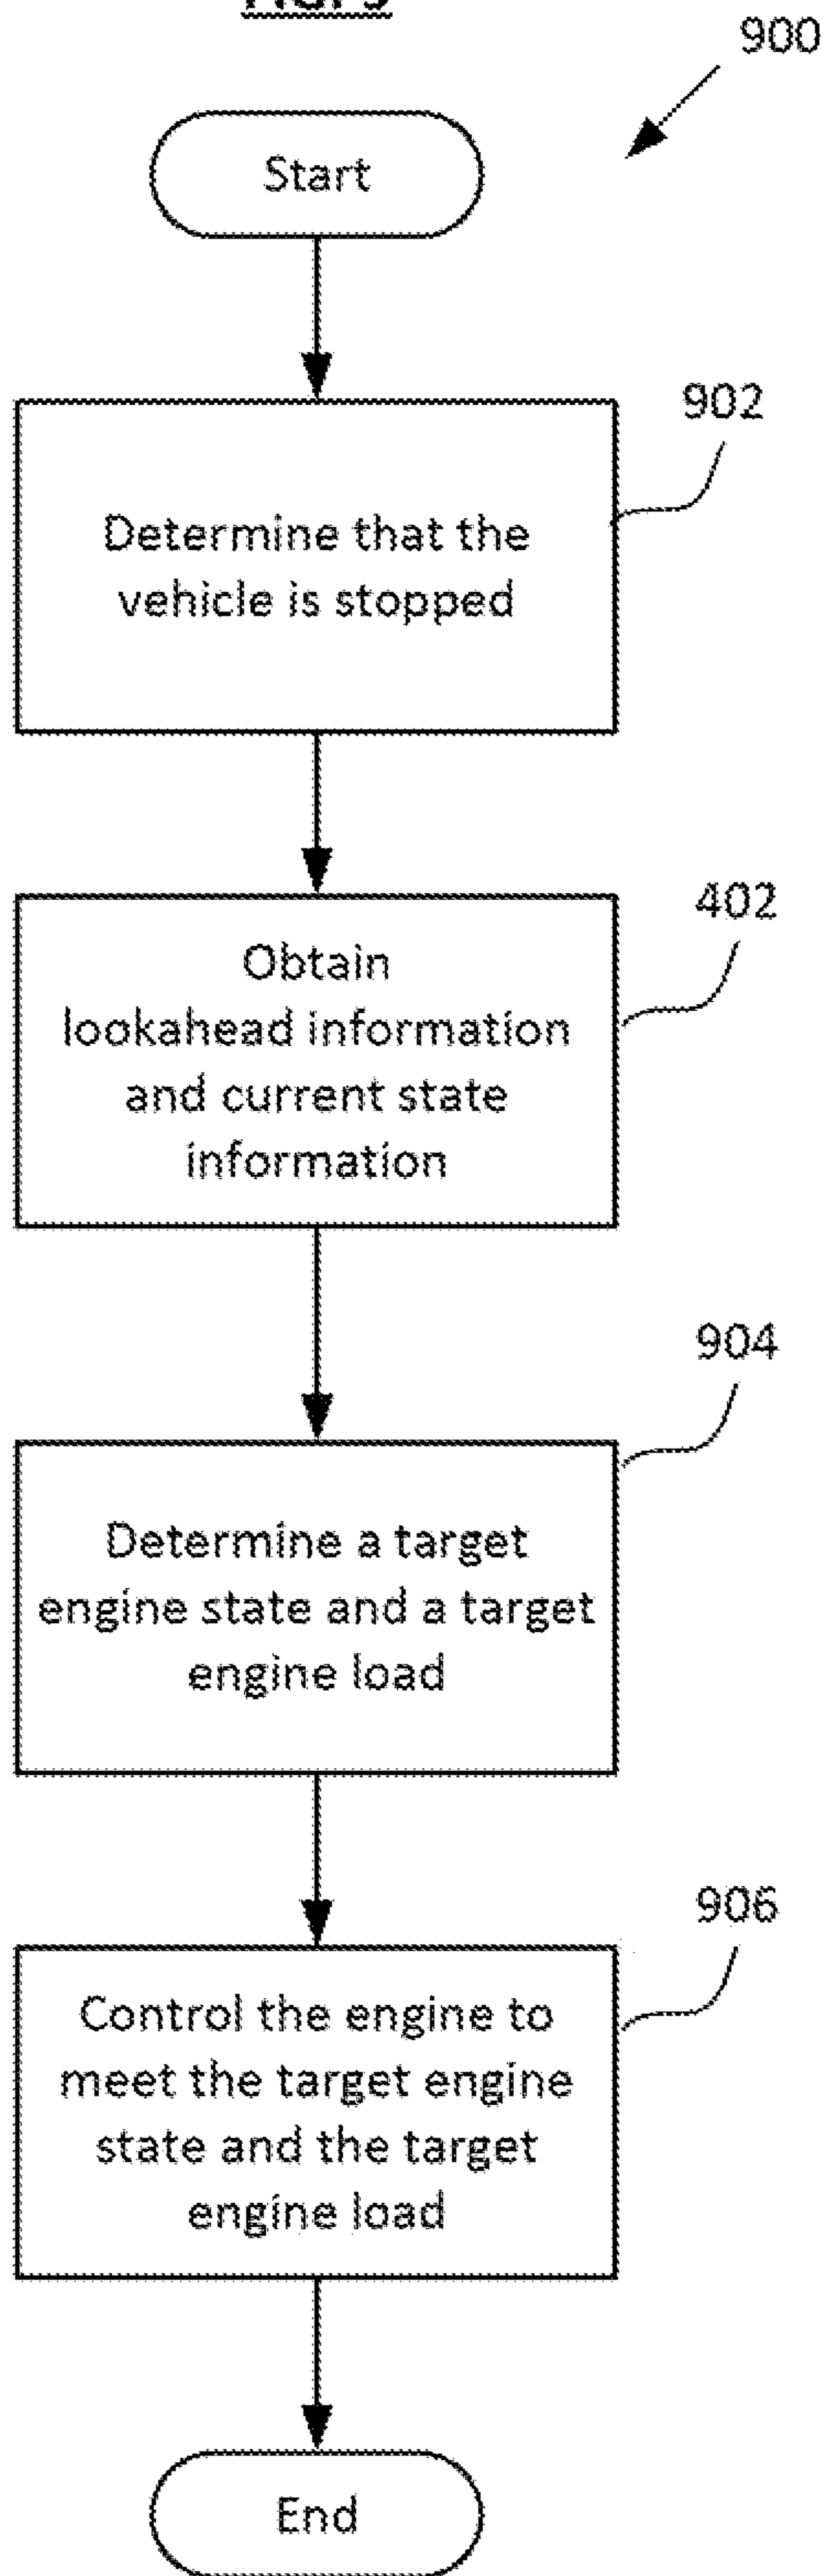 900
Start
902
Determine that the
vehicle is stopped
402
Obtain
lookahead information
and current state
information
904
Determine a target
engine state and a target
engine load
906
Control the engine to
meet the target engine
state and the target
engine load
End